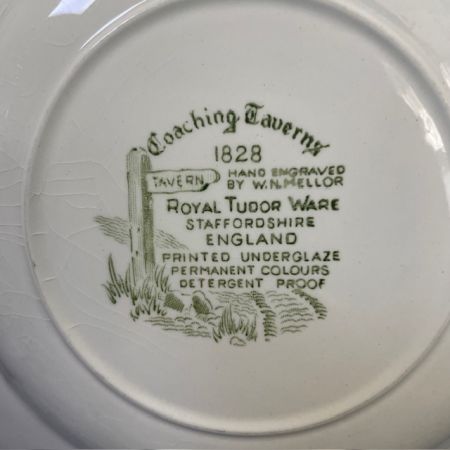 Coaching Taverns
1828
TAVERN
HAND ENGRAVED
BY W.N.MELLOR
ROYAL TUDOR WARE
STAFFORDSHIRE
ENGLAND
PRINTED UNDERGLAZE
PERMANENT COLOURS
DETERGENT PROOF